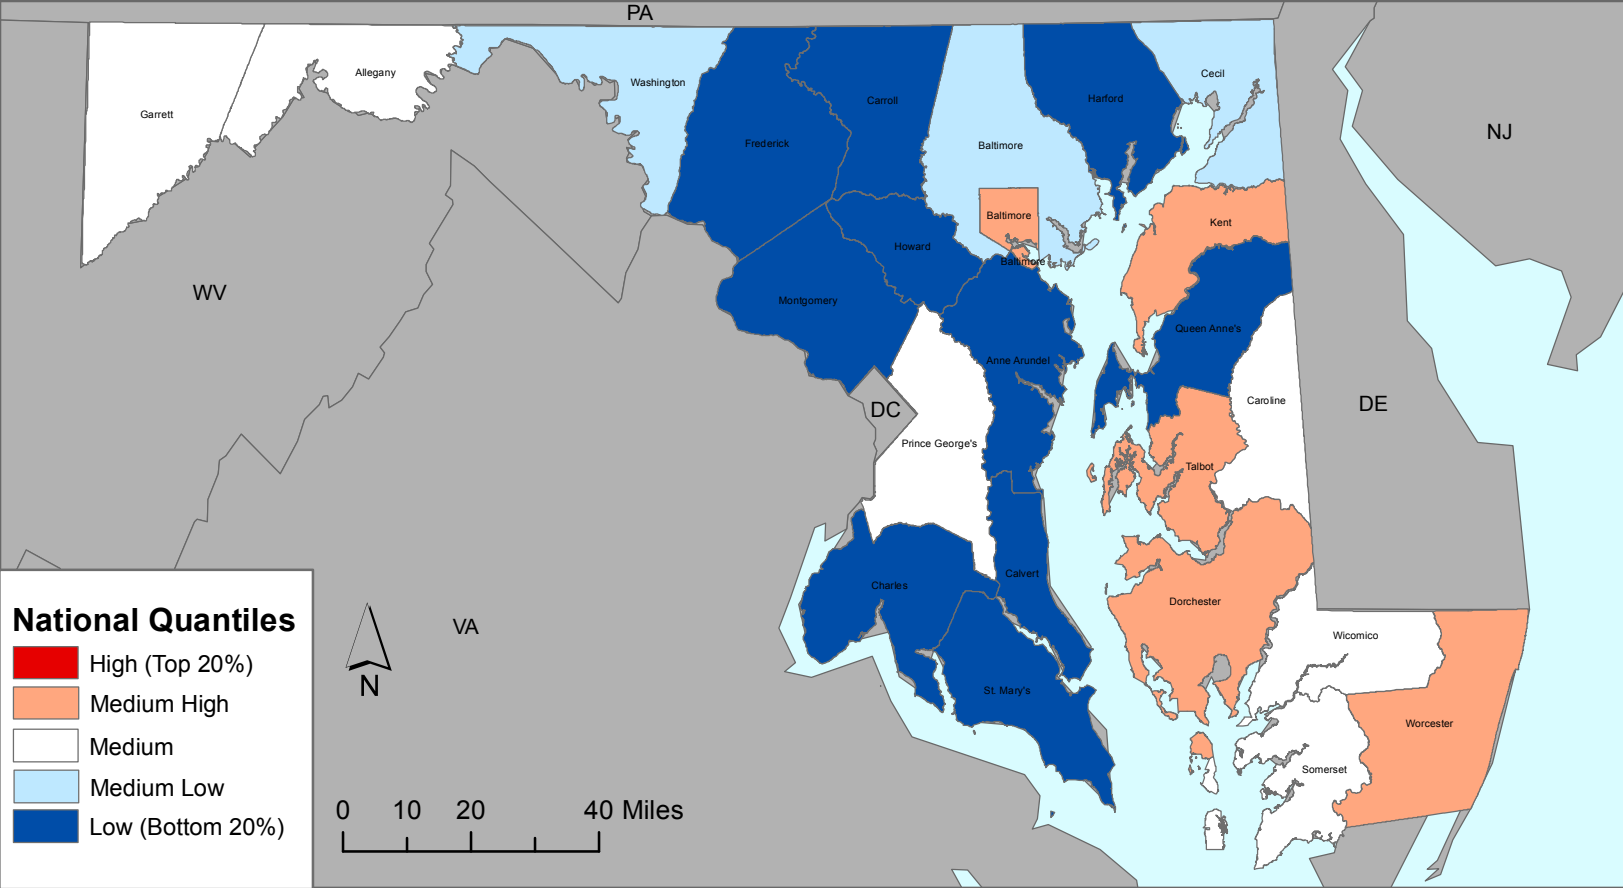 PA
Garrett
Allegany
Washington
Frederick
Carroll
Baltimore
Harford
Cecil
NJ
Baltimore
Kent
Howard
Baltimore
WV
Montgomery
Queen Anne's
Anne Arundel
DC
Caroline
DE
Prince George's
Talbot
Charles
Calvert
Dorchester
VA
Wicomico
St. Mary's
Worcester
Somerset
National Quantiles
High (Top 20%)
Medium High
Medium
Medium Low
Low (Bottom 20%)
N
0 10 20 40 Miles